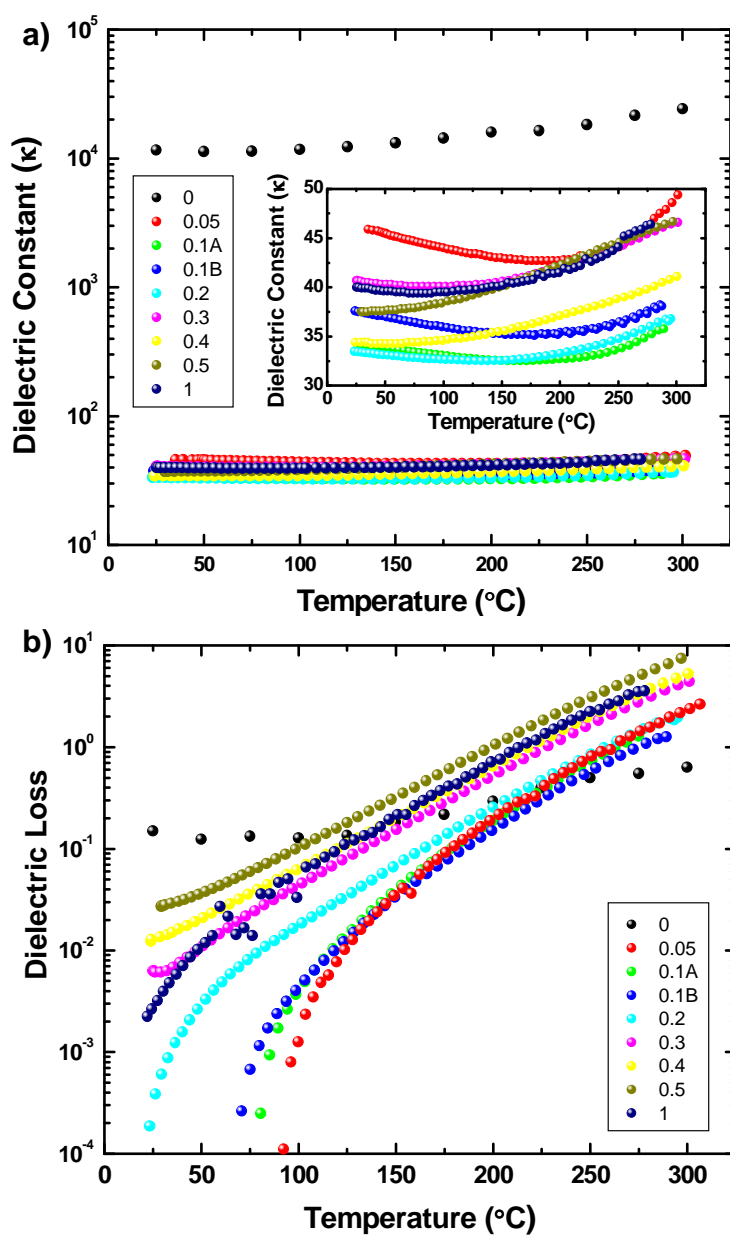 a)
10^5
10^4
10^3
10^2
10^1
Dielectric Constant (κ)
0
0.05
0.1A
0.1B
0.2
0.3
0.4
0.5
1
50
45
40
35
30
Dielectric Constant (κ)
0 50 100 150 200 250 300
Temperature (°C)
0 50 100 150 200 250 300
Temperature (°C)
b)
10^1
10^0
10^-1
10^-2
10^-3
10^-4
Dielectric Loss
0
0.05
0.1A
0.1B
0.2
0.3
0.4
0.5
1
0 50 100 150 200 250 300
Temperature (°C)